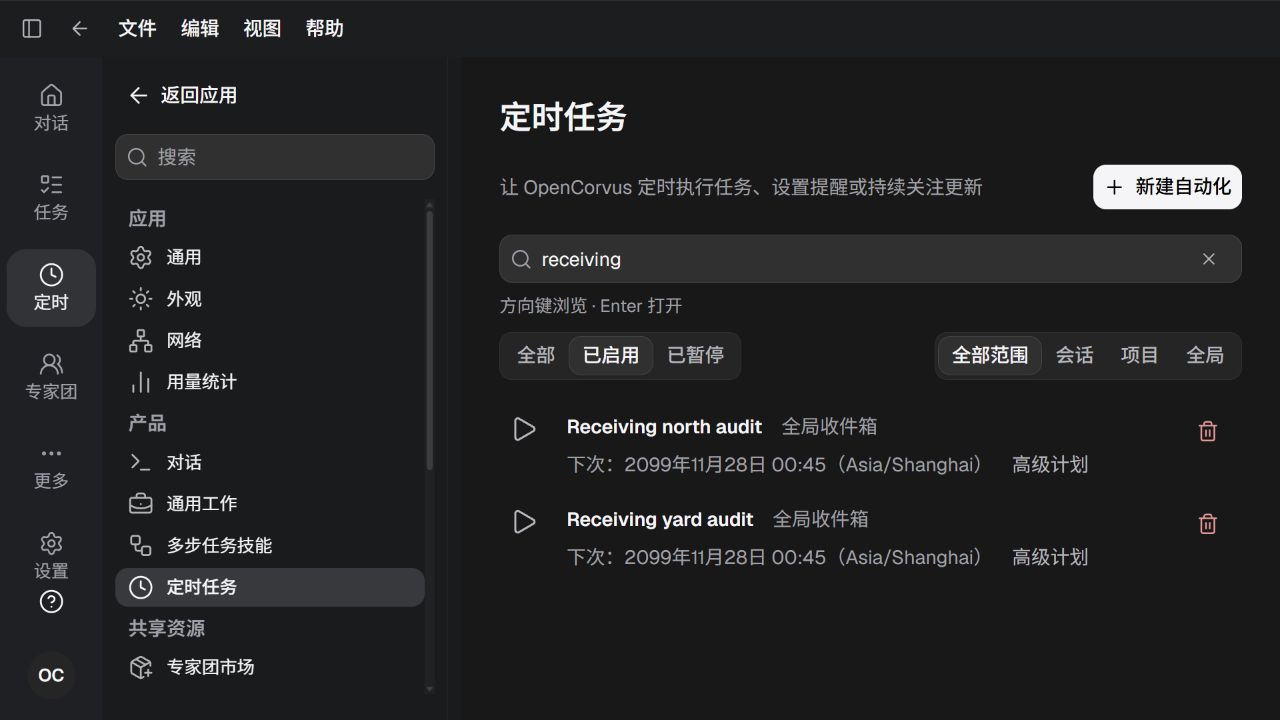 文件 编辑 视图 帮助
对话
任务
定时
专家团
更多
设置
OC
返回应用
搜索
应用
通用
外观
网络
用量统计
产品
对话
通用工作
多步任务技能
定时任务
共享资源
专家团市场
定时任务
让 OpenCorvus 定时执行任务、设置提醒或持续关注更新
新建自动化
receiving
方向键浏览 · Enter 打开
全部 已启用 已暂停 全部范围 会话 项目 全局
Receiving north audit 全局收件箱
下次：2099年11月28日 00:45（Asia/Shanghai） 高级计划
Receiving yard audit 全局收件箱
下次：2099年11月28日 00:45（Asia/Shanghai） 高级计划